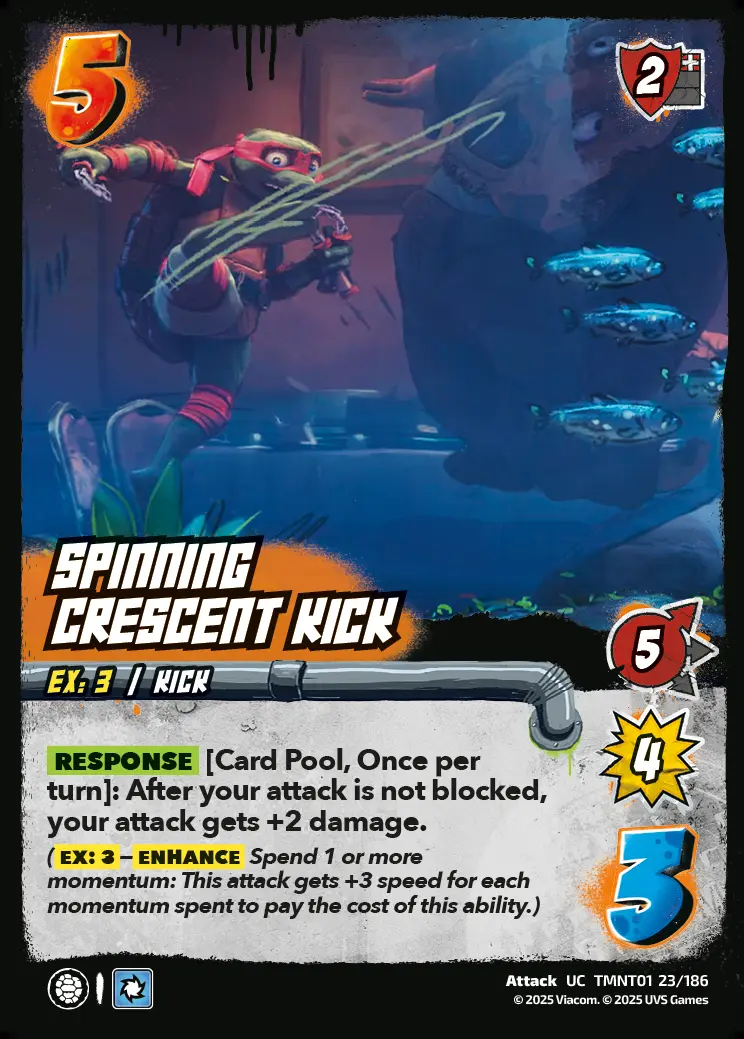 5
2
SPINNING
CRESCENT KICK
5
EX: 3 / KICK
4
RESPONSE [Card Pool, Once per
turn]: After your attack is not blocked,
your attack gets +2 damage.
( EX: 3 – ENHANCE Spend 1 or more
momentum: This attack gets +3 speed for each
momentum spent to pay the cost of this ability.)
3
Attack UC TMNT01 23/186
© 2025 Viacom. © 2025 UVS Games